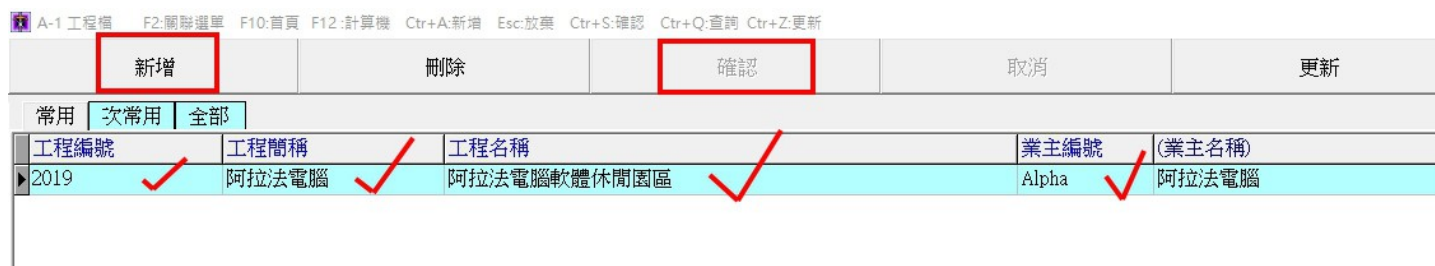 A-1 工程檔 F2:關聯選單 F10:首頁 F12 :計算機 Ctr+A:新增 Esc:放棄 Ctr+S:確認 Ctr+Q:查詢 Ctr+Z:更新
新增 刪除 確認 取消 更新
常用 次常用 全部
工程編號 工程簡稱 工程名稱 業主編號 (業主名稱)
2019 阿拉法電腦 阿拉法電腦軟體休閒園區 Alpha 阿拉法電腦